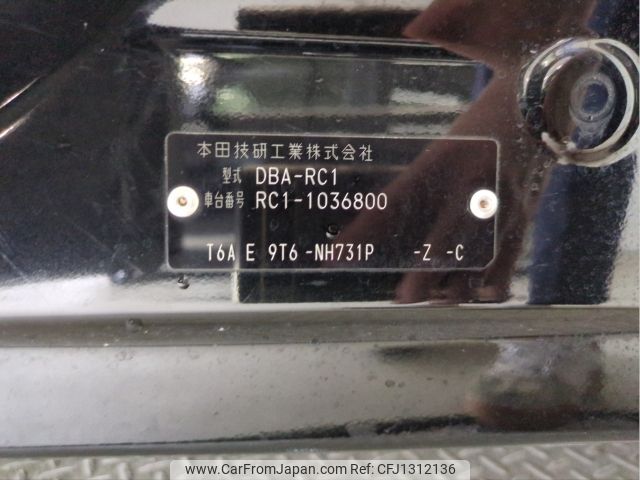 本田技研工業株式会社
型式 DBA-RC1
車台番号 RC1-1036800
T6A E 9T6 -NH731P -Z -C
www.CarFromJapan.com | Ref No. CFJ1312136